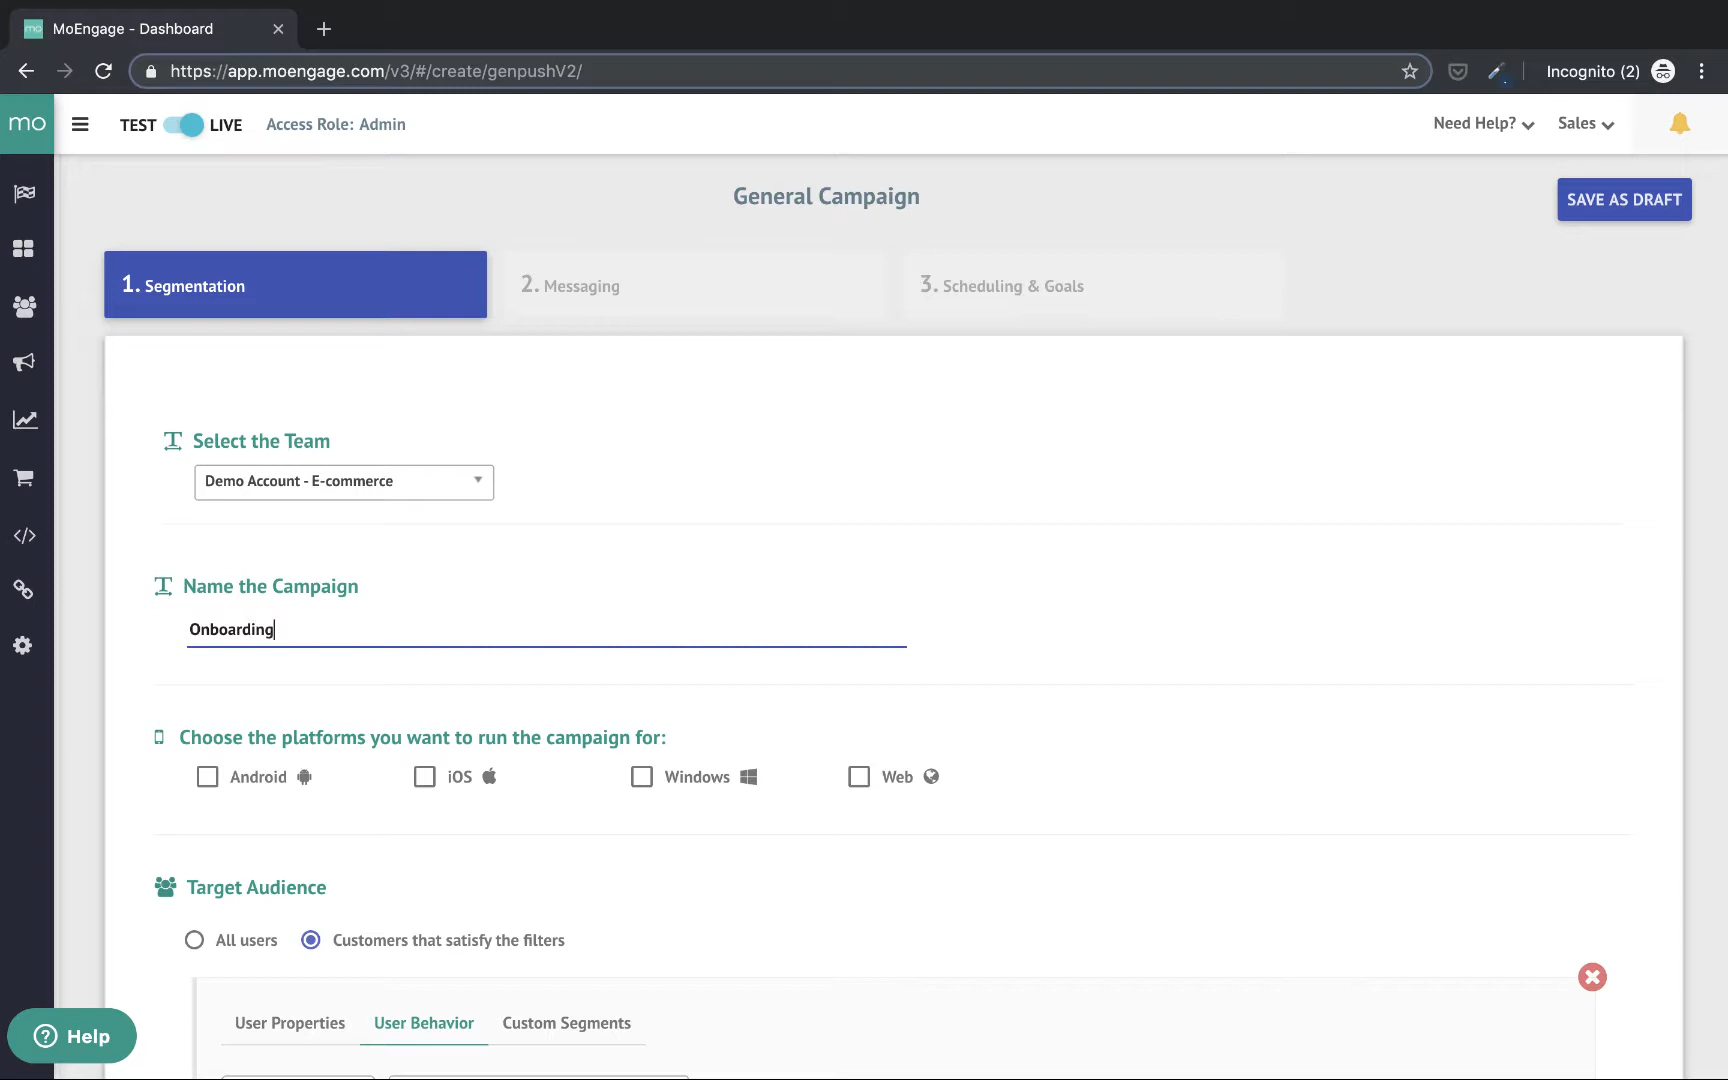 MoEngage - Dashboard
https://app.moengage.com/v3/#/create/genpushV2/
Incognito (2)
mo
TEST LIVE Access Role: Admin
Need Help? Sales
General Campaign
SAVE AS DRAFT
1. Segmentation
2. Messaging
3. Scheduling & Goals
Select the Team
Demo Account - E-commerce
Name the Campaign
Onboarding
Choose the platforms you want to run the campaign for:
Android iOS Windows Web
Target Audience
All users Customers that satisfy the filters
User Properties User Behavior Custom Segments
Help